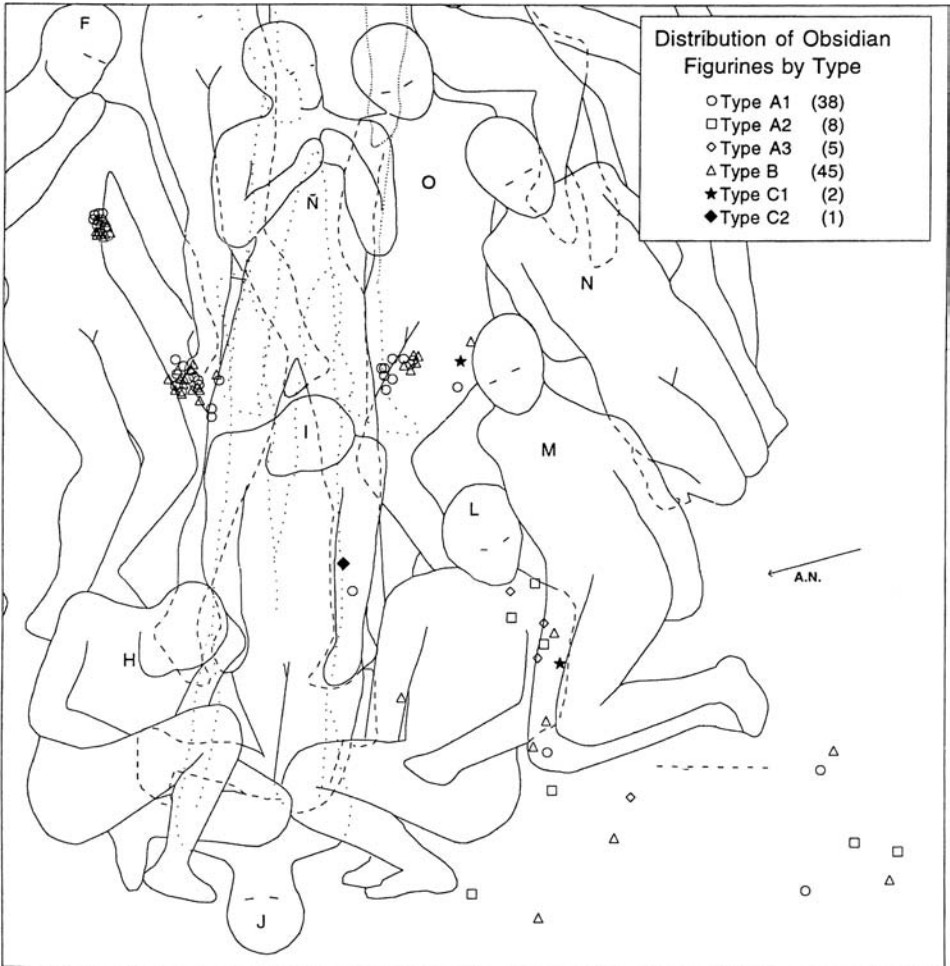 F
Distribution of Obsidian
Figurines by Type
Type A1 (38)
Type A2 (8)
Type A3 (5)
Type B (45)
Type C1 (2)
Type C2 (1)
O
Ñ
N
I
M
L
A.N.
H
J